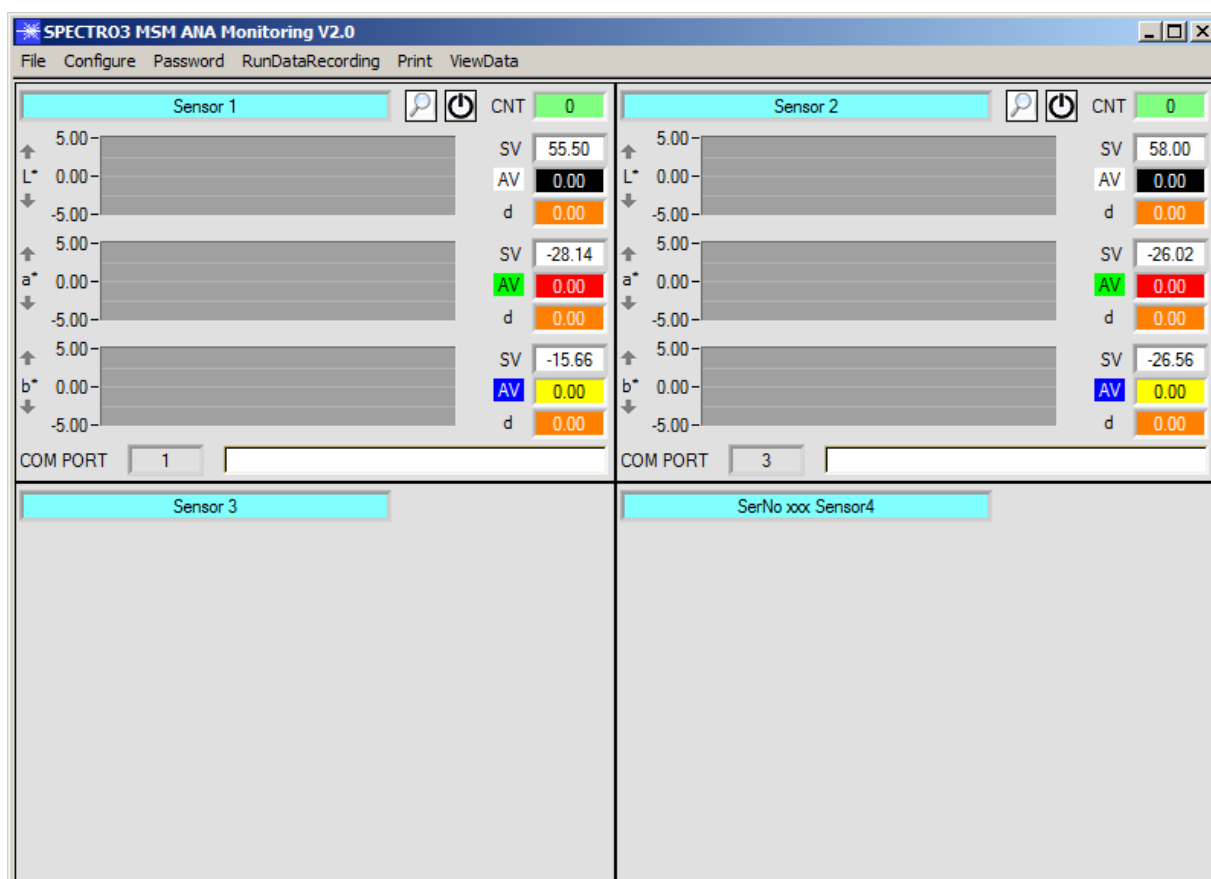 SPECTRO3 MSM ANA Monitoring V2.0
File Configure Password RunDataRecording Print ViewData
Sensor 1 CNT 0
5.00 SV 55.50
L* 0.00 AV 0.00
-5.00 d 0.00
5.00 SV -28.14
a* 0.00 AV 0.00
-5.00 d 0.00
5.00 SV -15.66
b* 0.00 AV 0.00
-5.00 d 0.00
COM PORT 1
Sensor 2 CNT 0
5.00 SV 58.00
L* 0.00 AV 0.00
-5.00 d 0.00
5.00 SV -26.02
a* 0.00 AV 0.00
-5.00 d 0.00
5.00 SV -26.56
b* 0.00 AV 0.00
-5.00 d 0.00
COM PORT 3
Sensor 3
SerNo xxx Sensor4